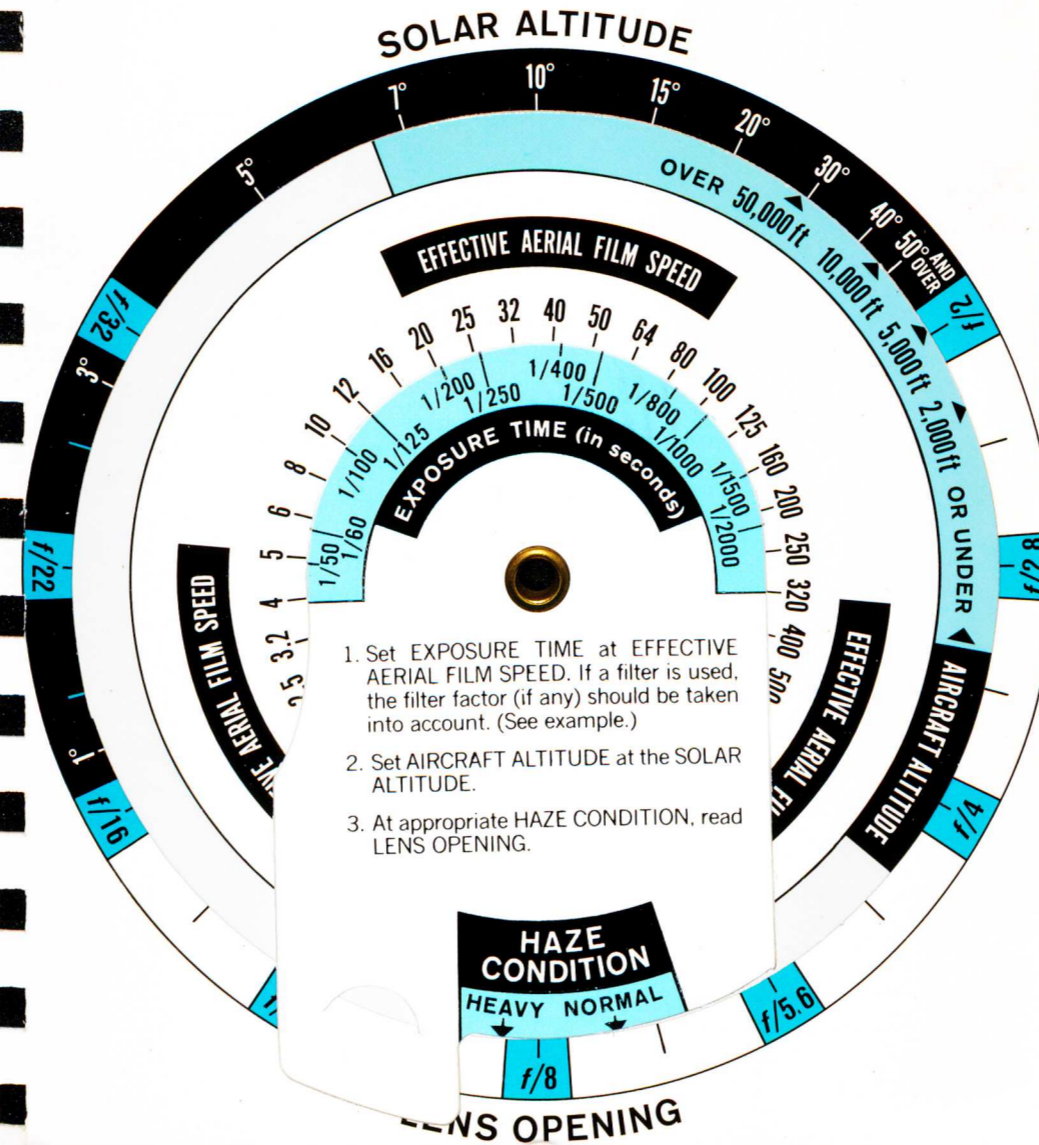 SOLAR ALTITUDE
1°
3°
5°
7°
10°
15°
20°
30°
40°
50° AND OVER
f/32
f/22
f/16
f/2
f/2.8
f/4
f/5.6
f/8
OVER 50,000 ft 10,000 ft 5,000 ft 2,000 ft OR UNDER
AIRCRAFT ALTITUDE
EFFECTIVE AERIAL FILM SPEED
AERIAL FILM SPEED
EFFECTIVE AERIAL
3.2 4 5 6 8 10 12 16 20 25 32 40 50 64 80 100 125 160 200 250 320 400 500
1/50 1/60 1/100 1/125 1/200 1/250 1/400 1/500 1/800 1/1000 1/1500 1/2000
EXPOSURE TIME (in seconds)
1. Set EXPOSURE TIME at EFFECTIVE
AERIAL FILM SPEED. If a filter is used,
the filter factor (if any) should be taken
into account. (See example.)
2. Set AIRCRAFT ALTITUDE at the SOLAR
ALTITUDE.
3. At appropriate HAZE CONDITION, read
LENS OPENING.
HAZE
CONDITION
HEAVY NORMAL
LENS OPENING